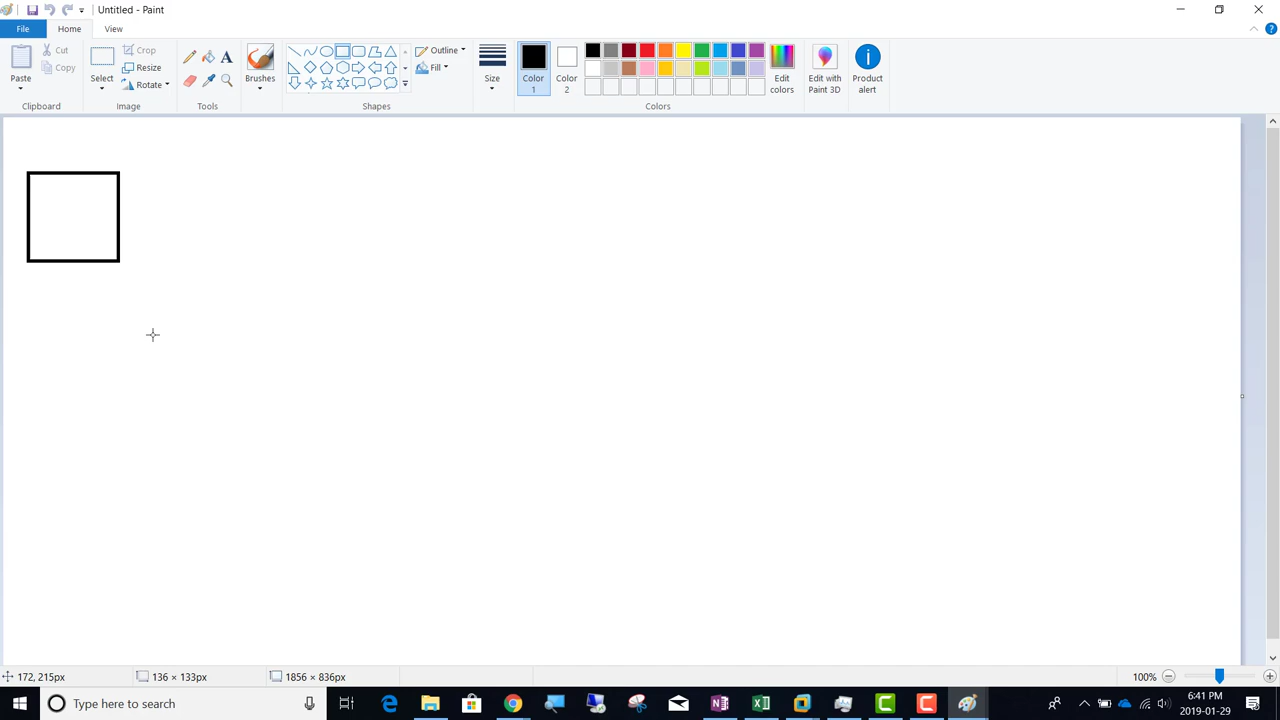 Untitled - Paint
File Home View
Paste
Cut
Copy
Clipboard
Select
Crop
Resize
Rotate
Image
A
Tools
Brushes
Outline
Fill
Shapes
Size
Color
1
Color
2
Edit
colors
Colors
Edit with
Paint 3D
Product
alert
172, 215px
136 × 133px
1856 × 836px
100%
Type here to search
6:41 PM
2019-01-29